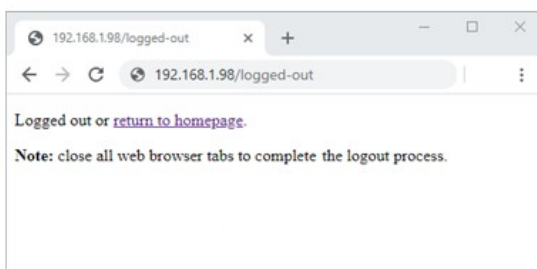 192.168.1.98/logged-out
192.168.1.98/logged-out
Logged out or return to homepage.
Note: close all web browser tabs to complete the logout process.